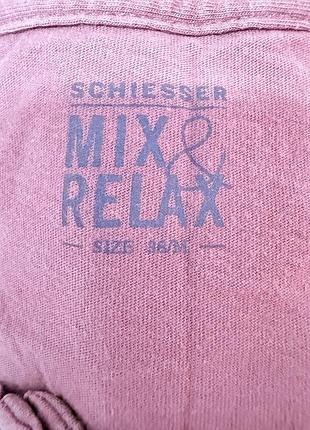 SCHIESSER
MIX &
RELAX
SIZE 38/M